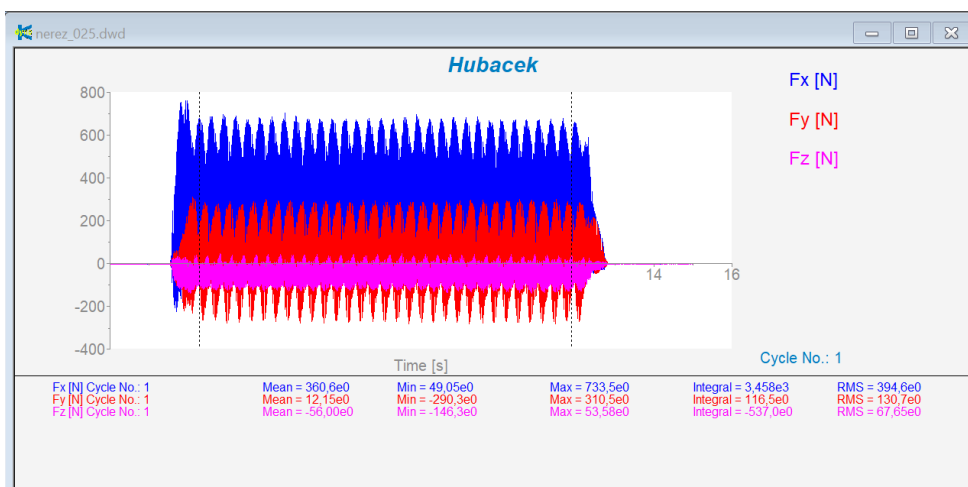 nerez_025.dwd
Hubacek
Fx [N]
Fy [N]
Fz [N]
800
600
400
200
0
-200
-400
14
16
Time [s]
Cycle No.: 1
Fx [N] Cycle No.: 1 Mean = 360,6e0 Min = 49,05e0 Max = 733,5e0 Integral = 3,458e3 RMS = 394,6e0
Fy [N] Cycle No.: 1 Mean = 12,15e0 Min = -290,3e0 Max = 310,5e0 Integral = 116,5e0 RMS = 130,7e0
Fz [N] Cycle No.: 1 Mean = -56,00e0 Min = -146,3e0 Max = 53,58e0 Integral = -537,0e0 RMS = 67,65e0